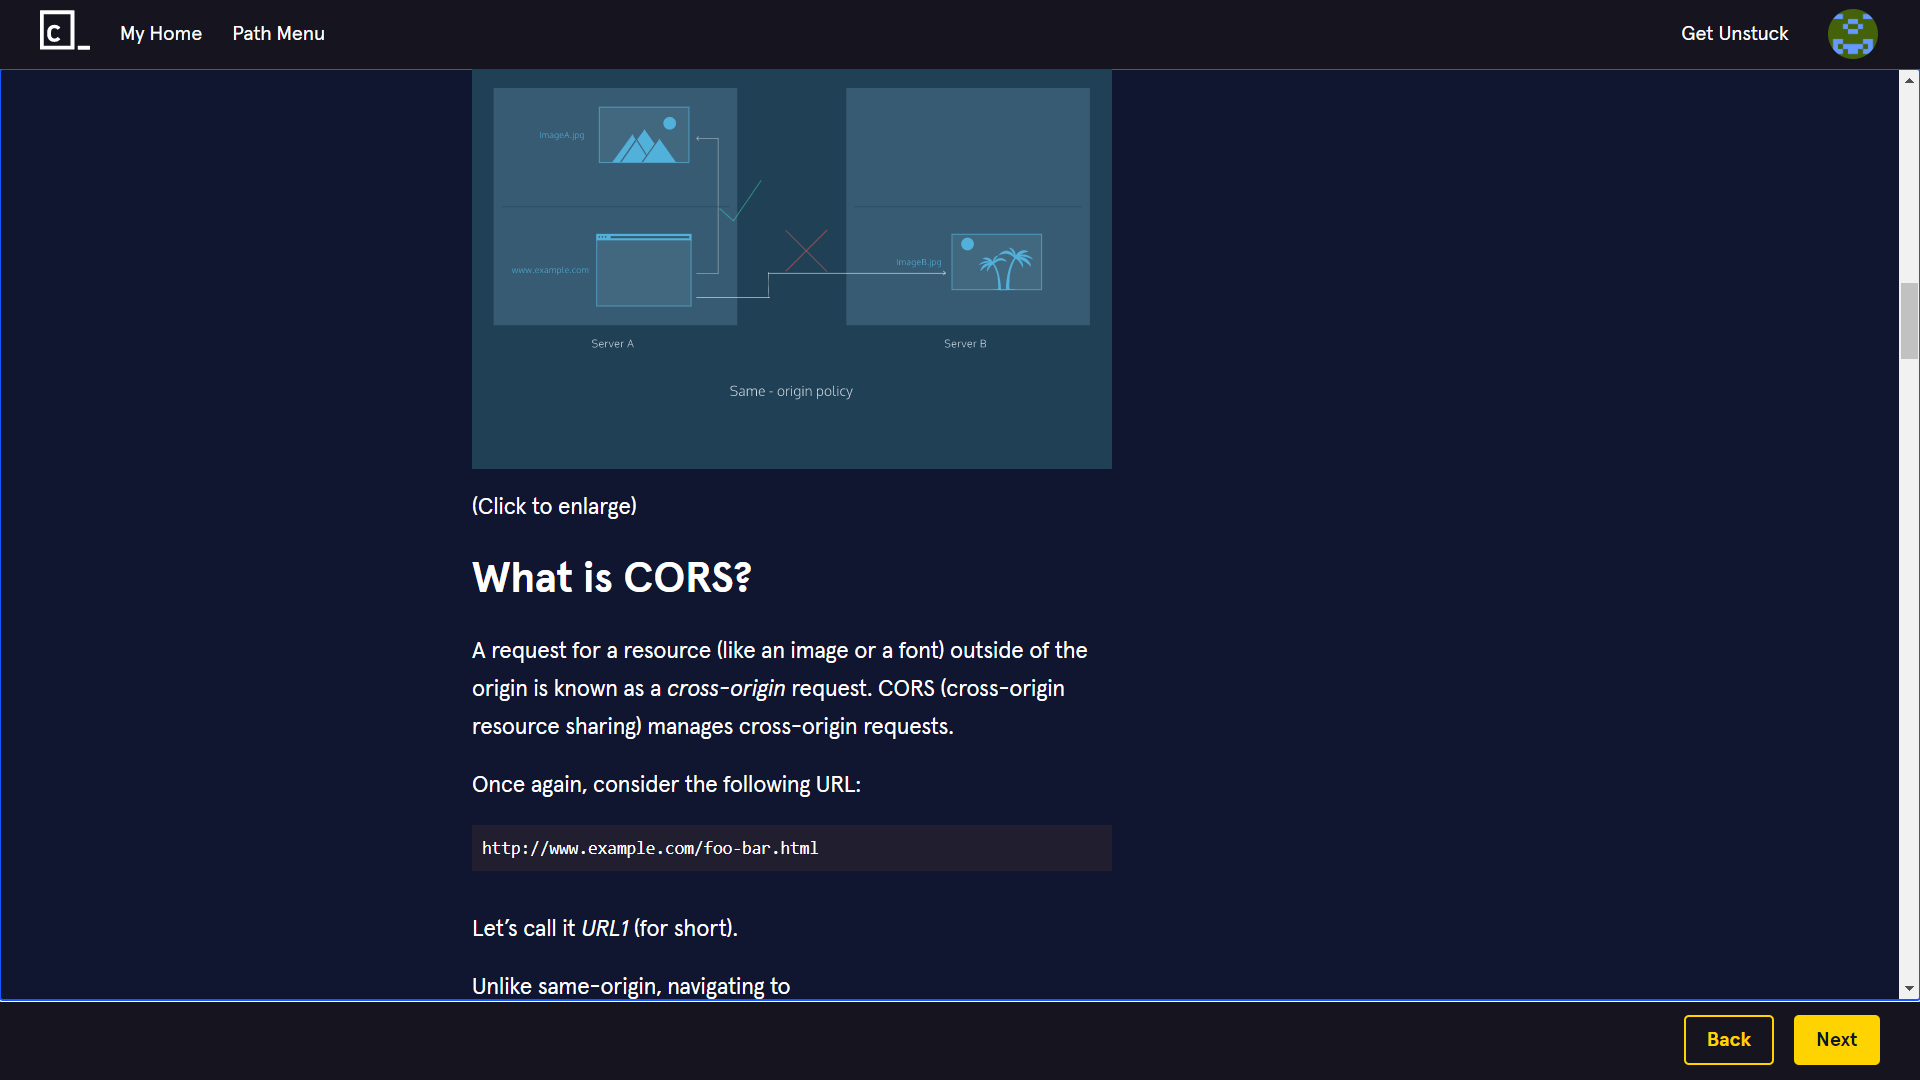 C_
My Home
Path Menu
Get Unstuck
imageA.jpg
www.example.com
imageB.jpg
Server A
Server B
Same - origin policy
(Click to enlarge)
What is CORS?
A request for a resource (like an image or a font) outside of the
origin is known as a cross-origin request. CORS (cross-origin
resource sharing) manages cross-origin requests.
Once again, consider the following URL:
http://www.example.com/foo-bar.html
Let’s call it URL1 (for short).
Unlike same-origin, navigating to
Back
Next